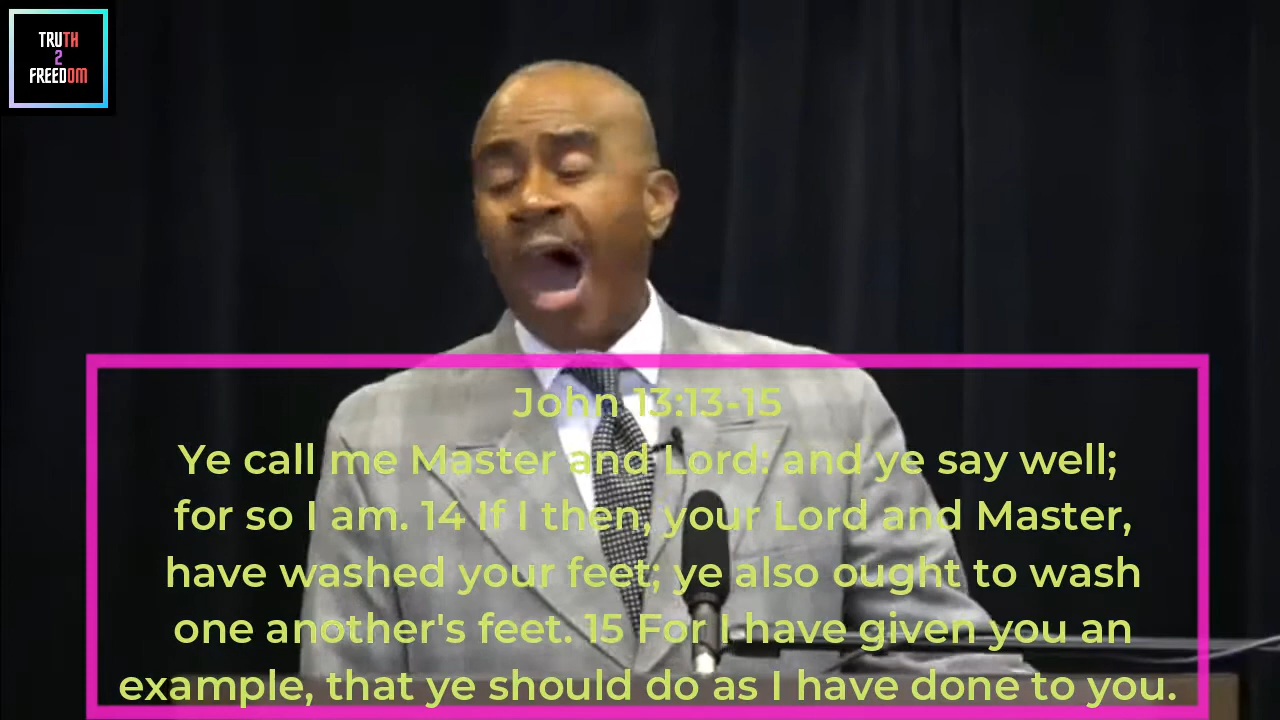 TRUTH
2
FREEDOM
John 13:13-15
Ye call me Master and Lord: and ye say well;
for so I am. 14 If I then, your Lord and Master,
have washed your feet; ye also ought to wash
one another's feet. 15 For I have given you an
example, that ye should do as I have done to you.